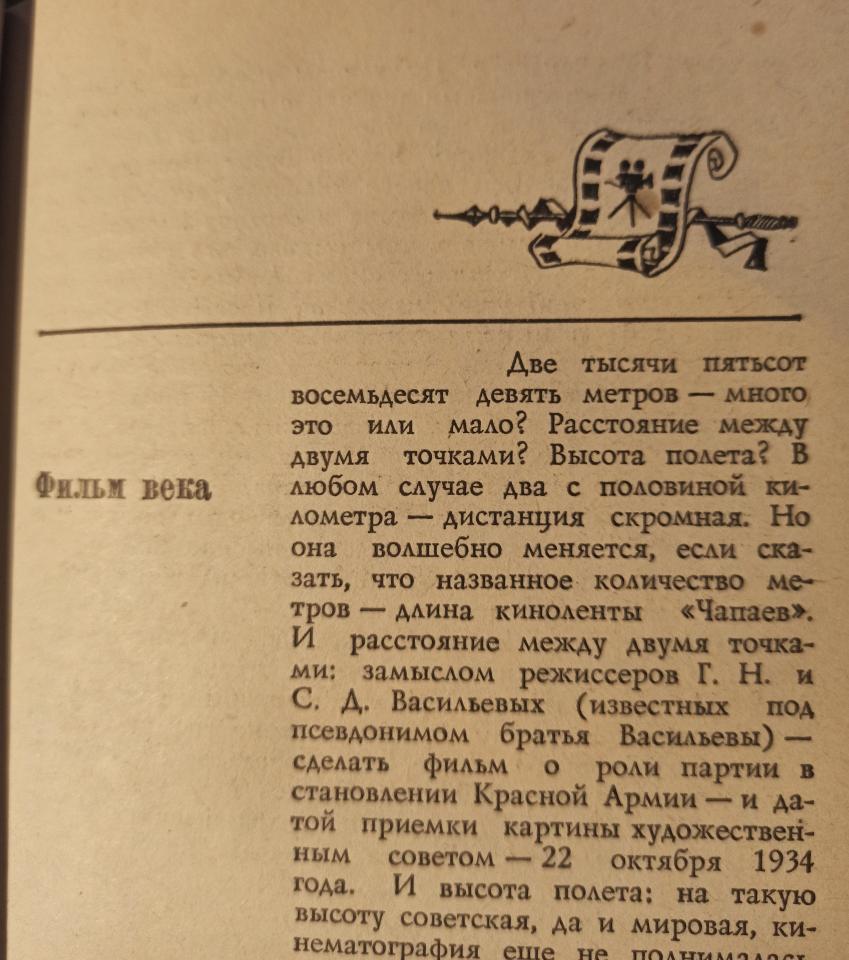 Фильм века
Две тысячи пятьсот
восемьдесят девять метров — много
это или мало? Расстояние между
двумя точками? Высота полета? В
любом случае два с половиной ки-
лометра — дистанция скромная. Но
она волшебно меняется, если ска-
зать, что названное количество ме-
тров — длина киноленты «Чапаев».
И расстояние между двумя точка-
ми: замыслом режиссеров Г. Н. и
С. Д. Васильевых (известных под
псевдонимом братья Васильевы) —
сделать фильм о роли партии в
становлении Красной Армии — и да-
той приемки картины художествен-
ным советом — 22 октября 1934
года. И высота полета: на такую
высоту советская, да и мировая, ки-
нематография еще не поднималась.